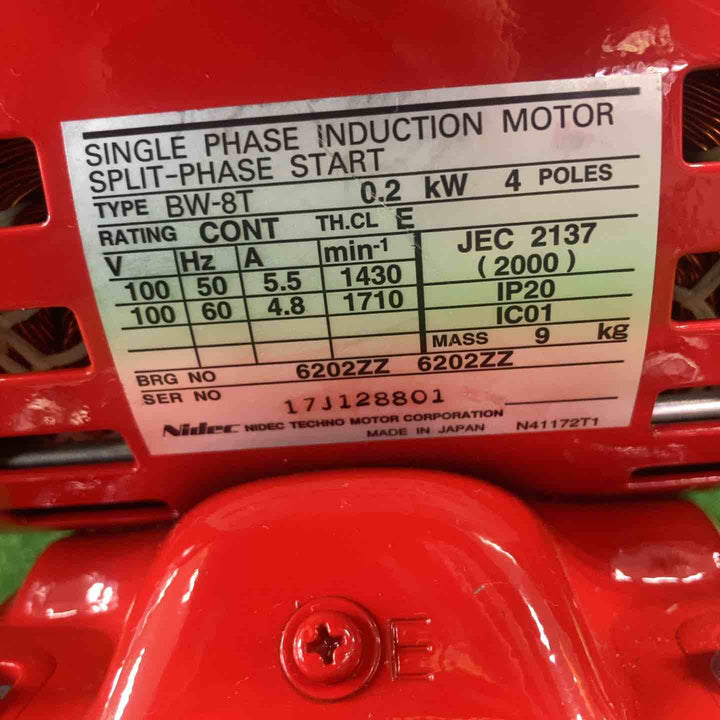 SINGLE PHASE INDUCTION MOTOR
SPLIT-PHASE START
TYPE BW-8T 0.2 kW 4 POLES
RATING CONT TH.CL E
V Hz A min-1 JEC 2137
(2000)
100 50 5.5 1430
100 60 4.8 1710 IP20
IC01
MASS 9 kg
BRG NO 6202ZZ 6202ZZ
SER NO 17J128801
Nidec NIDEC TECHNO MOTOR CORPORATION
MADE IN JAPAN N41172T1
E